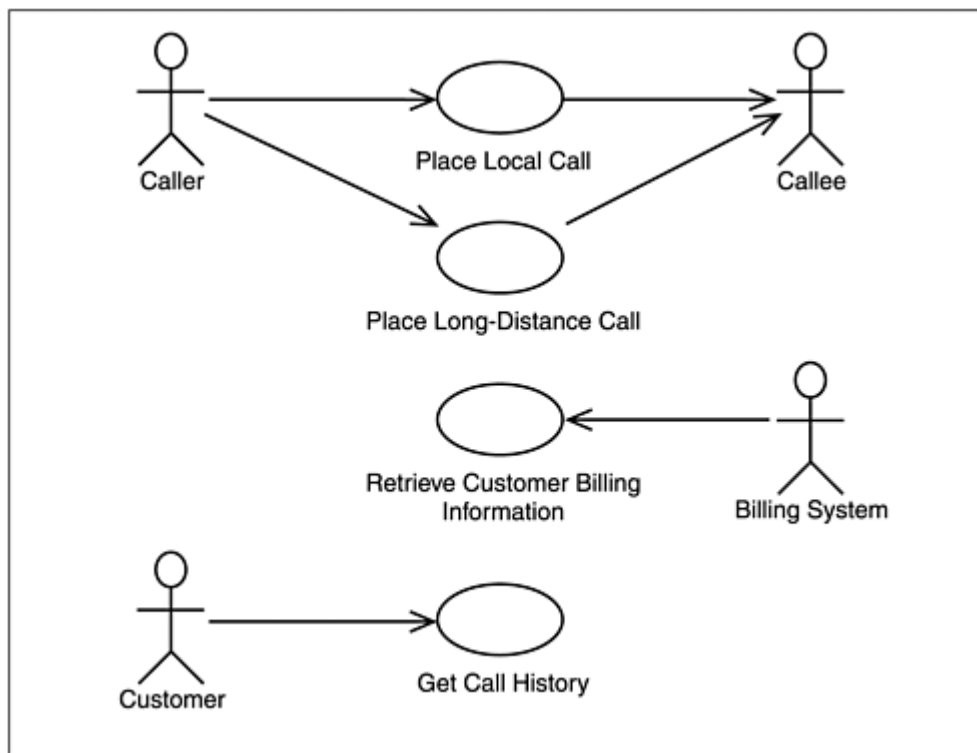 Place Local Call
Caller
Callee
Place Long-Distance Call
Retrieve Customer Billing
Information
Billing System
Get Call History
Customer